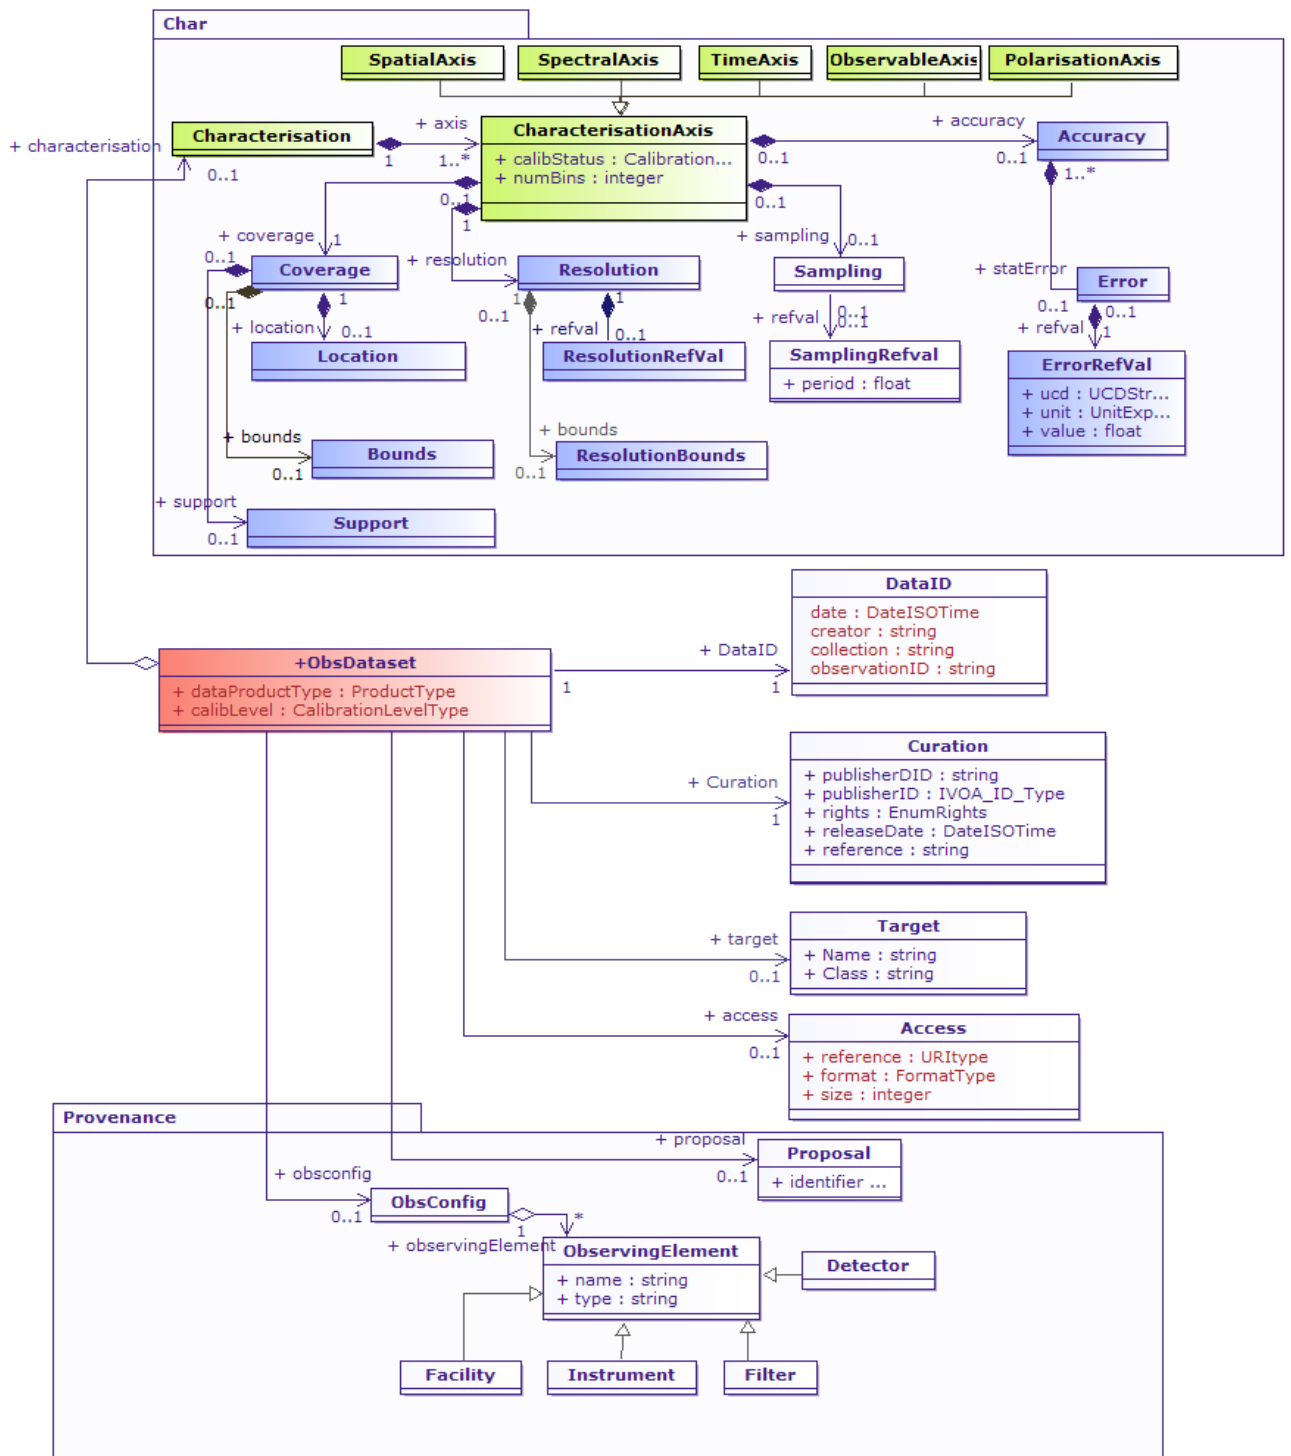 Char
SpatialAxis
SpectralAxis
TimeAxis
ObservableAxis
PolarisationAxis
+ characterisation
Characterisation
0..1
1
+ axis
1..*
CharacterisationAxis
+ calibStatus : Calibration...
+ numBins : integer
0..1
+ accuracy
0..1
Accuracy
1..*
0..1
1
0..1
+ coverage
1
+ resolution
+ sampling
0..1
+ statError
0..1
Coverage
Resolution
Sampling
Error
0..1
1
1
0..1
1
0..1
0..1
0..1
0..1
+ location
0..1
+ refval
0..1
+ refval
+ refval
1
Location
ResolutionRefVal
SamplingRefval
+ period : float
ErrorRefVal
+ ucd : UCDStr...
+ unit : UnitExp...
+ value : float
+ bounds
0..1
Bounds
+ bounds
0..1
ResolutionBounds
+ support
0..1
Support
DataID
date : DateISOTime
creator : string
collection : string
observationID : string
+ DataID
1
1
+ObsDataset
+ dataProductType : ProductType
+ calibLevel : CalibrationLevelType
+ Curation
1
Curation
+ publisherDID : string
+ publisherID : IVOA_ID_Type
+ rights : EnumRights
+ releaseDate : DateISOTime
+ reference : string
+ target
0..1
Target
+ Name : string
+ Class : string
+ access
0..1
Access
+ reference : URItype
+ format : FormatType
+ size : integer
Provenance
+ proposal
0..1
Proposal
+ identifier ...
+ obsconfig
0..1
ObsConfig
1
*
+ observingElement
ObservingElement
+ name : string
+ type : string
Detector
Facility
Instrument
Filter